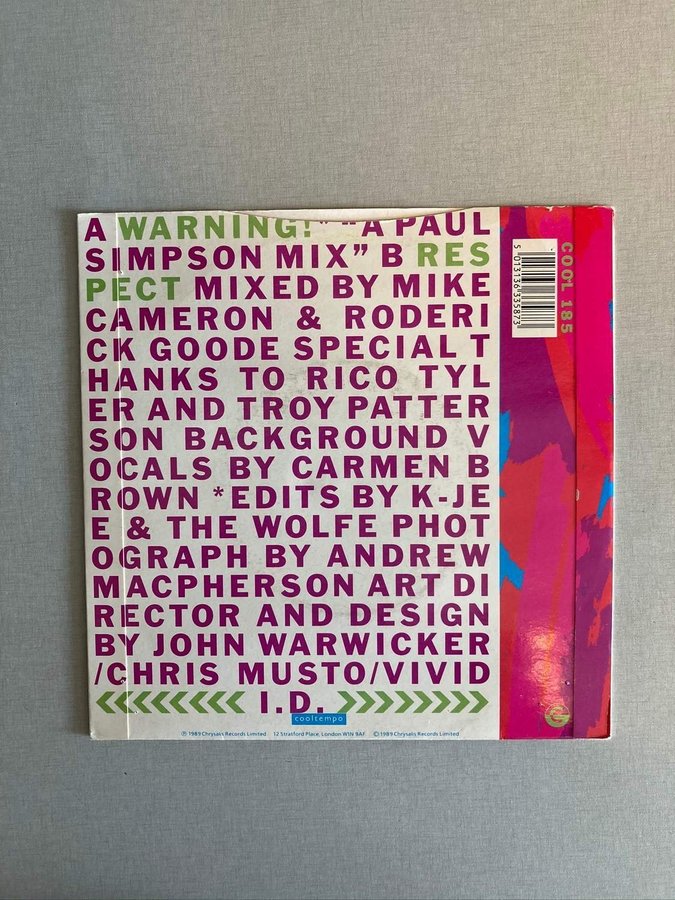 A WARNING!* "A PAUL
SIMPSON MIX" B RES
PECT MIXED BY MIKE
CAMERON & RODERI
CK GOODE SPECIAL T
HANKS TO RICO TYL
ER AND TROY PATTER
SON BACKGROUND V
OCALS BY CARMEN B
ROWN *EDITS BY K-JE
E & THE WOLFE PHOT
OGRAPH BY ANDREW
MACPHERSON ART DI
RECTOR AND DESIGN
BY JOHN WARWICKER
/CHRIS MUSTO/VIVID
<<<<<<<< I.D. >>>>>>>>
cooltempo
℗ 1989 Chrysalis Records Limited 12 Stratford Place, London W1N 9AF © 1989 Chrysalis Records Limited
5 013136 335873
COOL 185